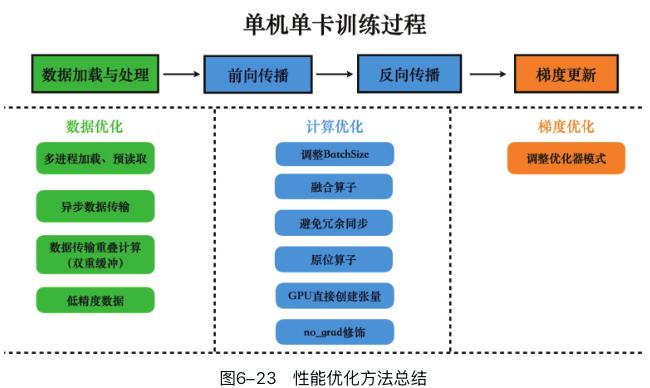 单机单卡训练过程
数据加载与处理
前向传播
反向传播
梯度更新
数据优化
多进程加载、预读取
异步数据传输
数据传输重叠计算
（双重缓冲）
低精度数据
计算优化
调整BatchSize
融合算子
避免冗余同步
原位算子
GPU直接创建张量
no_grad修饰
梯度优化
调整优化器模式
图6–23 性能优化方法总结